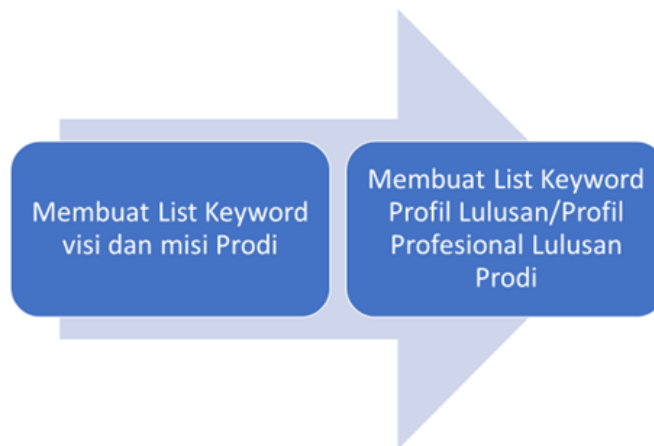 Membuat List Keyword
visi dan misi Prodi
Membuat List Keyword
Profil Lulusan/Profil
Profesional Lulusan
Prodi